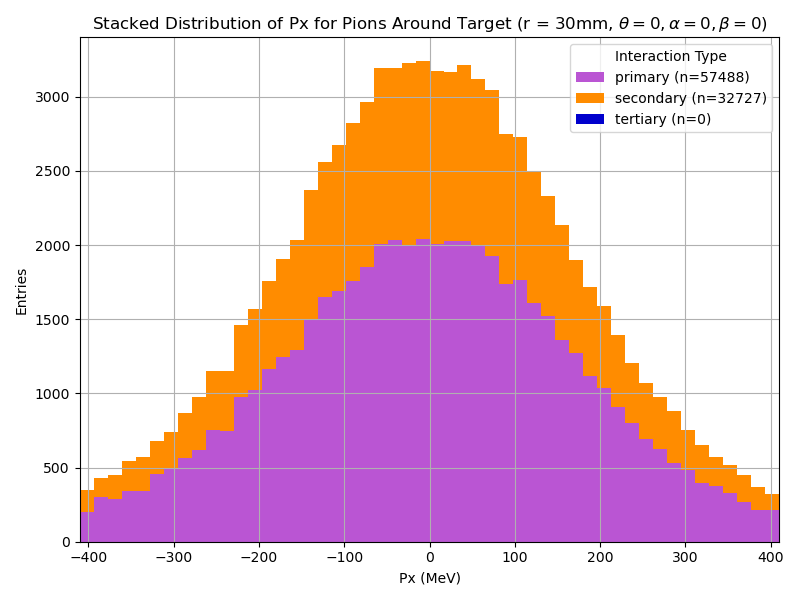 Stacked Distribution of Px for Pions Around Target (r = 30mm, θ = 0, α = 0, β = 0)
Interaction Type
primary (n=57488)
secondary (n=32727)
tertiary (n=0)
3000
2500
2000
1500
1000
500
0
Entries
−400 −300 −200 −100 0 100 200 300 400
Px (MeV)